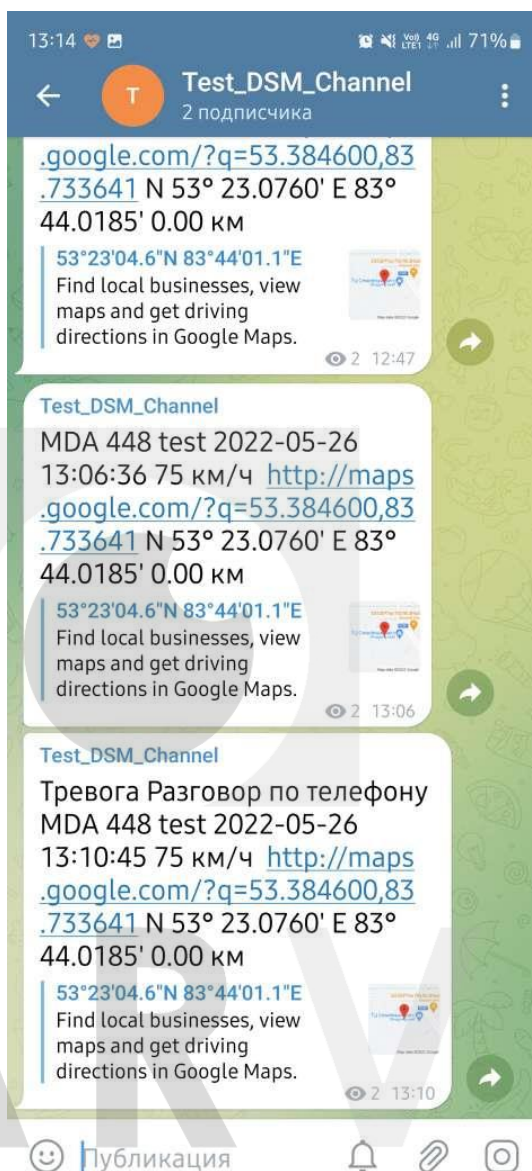 13:14
Voo) 4G 71%
LTE1
T
Test_DSM_Channel
2 подписчика
.google.com/?q=53.384600,83
.733641 N 53° 23.0760' E 83°
44.0185' 0.00 км
53°23'04.6"N 83°44'01.1"E
Find local businesses, view
maps and get driving
directions in Google Maps.
2 12:47
Test_DSM_Channel
MDA 448 test 2022-05-26
13:06:36 75 км/ч http://maps
.google.com/?q=53.384600,83
.733641 N 53° 23.0760' E 83°
44.0185' 0.00 км
53°23'04.6"N 83°44'01.1"E
Find local businesses, view
maps and get driving
directions in Google Maps.
2 13:06
Test_DSM_Channel
Тревога Разговор по телефону
MDA 448 test 2022-05-26
13:10:45 75 км/ч http://maps
.google.com/?q=53.384600,83
.733641 N 53° 23.0760' E 83°
44.0185' 0.00 км
53°23'04.6"N 83°44'01.1"E
Find local businesses, view
maps and get driving
directions in Google Maps.
2 13:10
Публикация